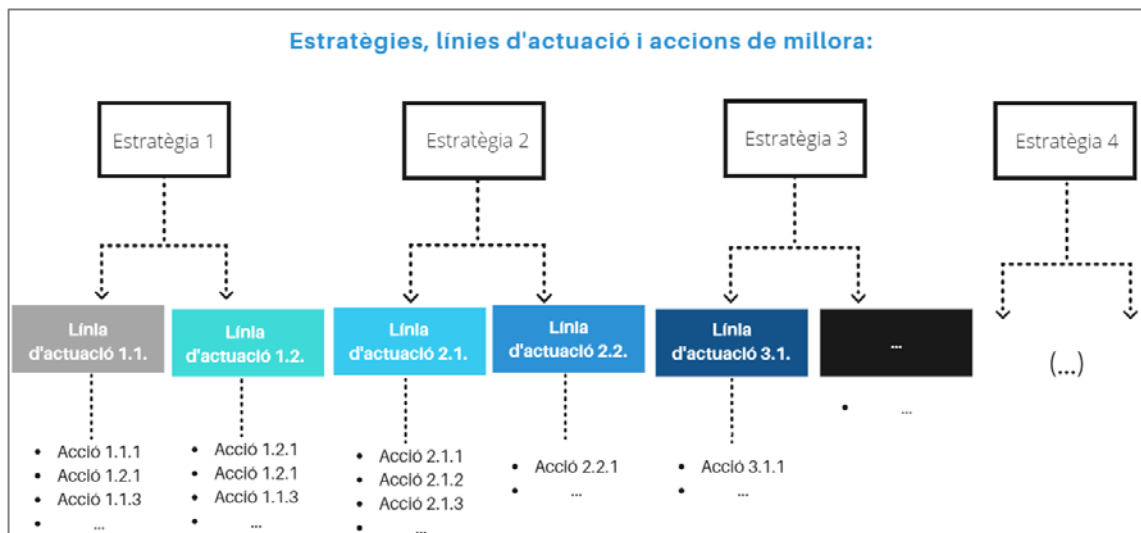 Estratègies, línies d'actuació i accions de millora:
Estratègia 1
Estratègia 2
Estratègia 3
Estratègia 4
Línia
d'actuació 1.1.
Línia
d'actuació 1.2.
Línia
d'actuació 2.1.
Línia
d'actuació 2.2.
Línia
d'actuació 3.1.
...
(...)
• Acció 1.1.1
• Acció 1.2.1
• Acció 1.1.3
• ...
• Acció 1.2.1
• Acció 1.2.1
• Acció 1.1.3
• ...
• Acció 2.1.1
• Acció 2.1.2
• Acció 2.1.3
• ...
• Acció 2.2.1
• ...
• Acció 3.1.1
• ...
• ...